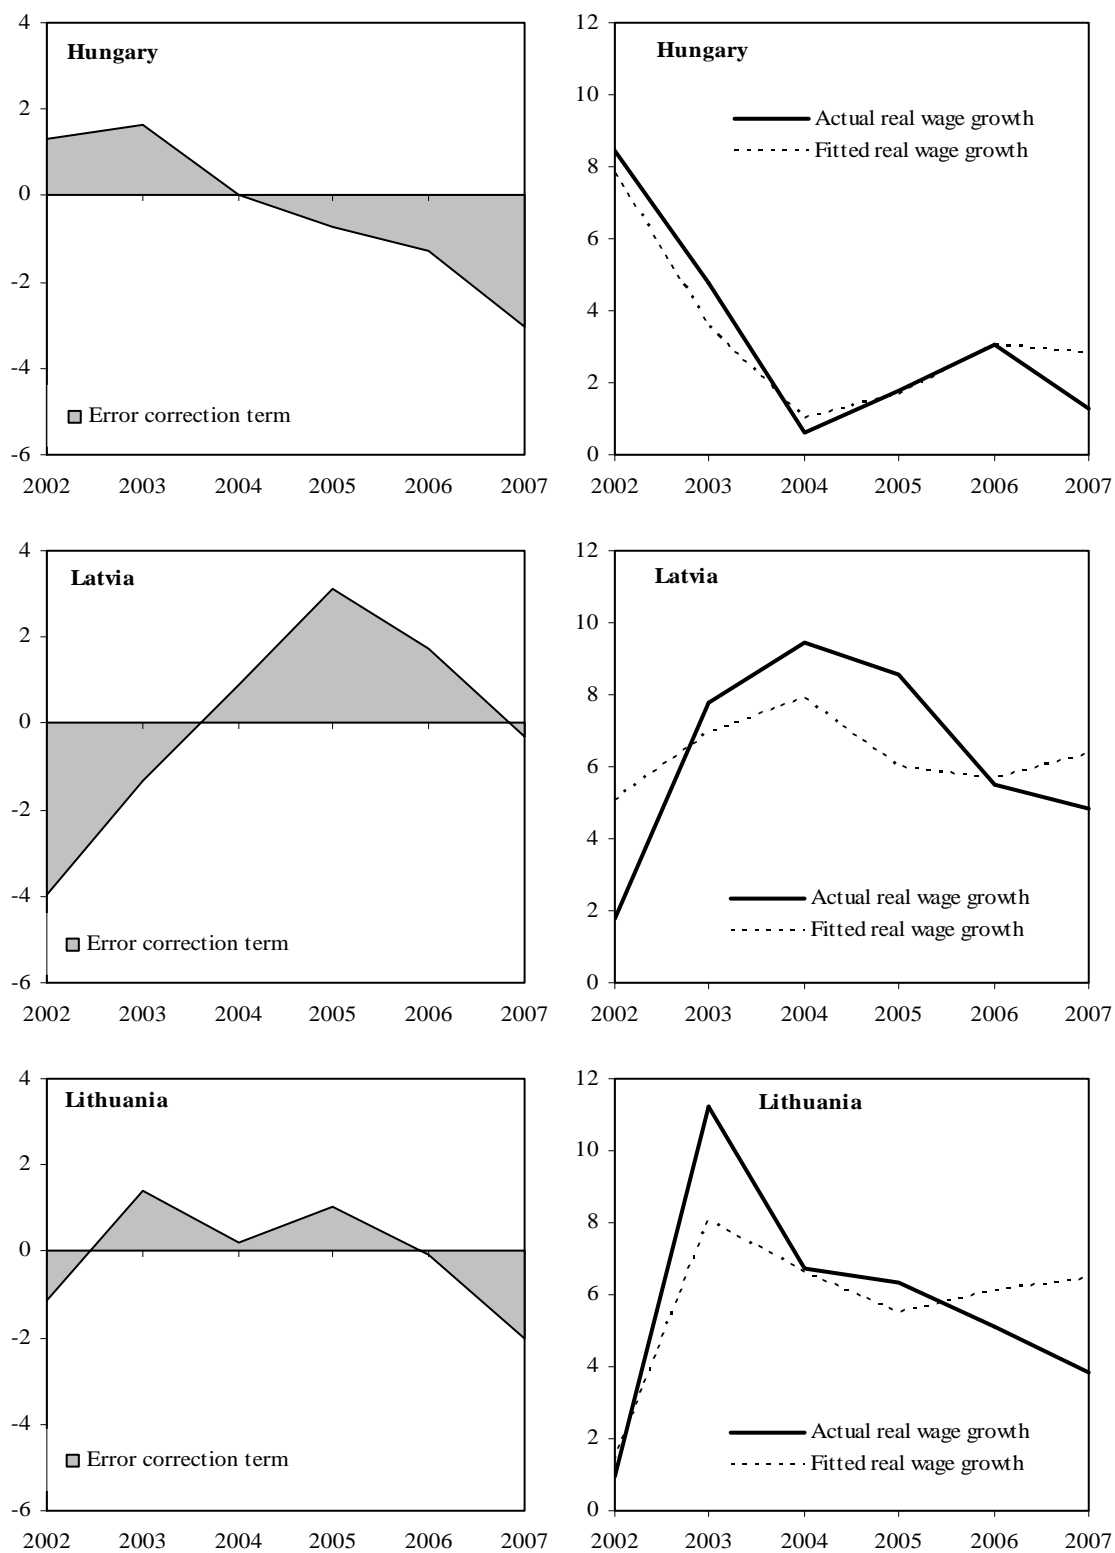 Hungary
4
2
0
-2
-4
-6
Error correction term
2002 2003 2004 2005 2006 2007
Hungary
12
10
8
6
4
2
0
Actual real wage growth
Fitted real wage growth
2002 2003 2004 2005 2006 2007
Latvia
4
2
0
-2
-4
-6
Error correction term
2002 2003 2004 2005 2006 2007
Latvia
12
10
8
6
4
2
0
Actual real wage growth
Fitted real wage growth
2002 2003 2004 2005 2006 2007
Lithuania
4
2
0
-2
-4
-6
Error correction term
2002 2003 2004 2005 2006 2007
Lithuania
12
10
8
6
4
2
0
Actual real wage growth
Fitted real wage growth
2002 2003 2004 2005 2006 2007